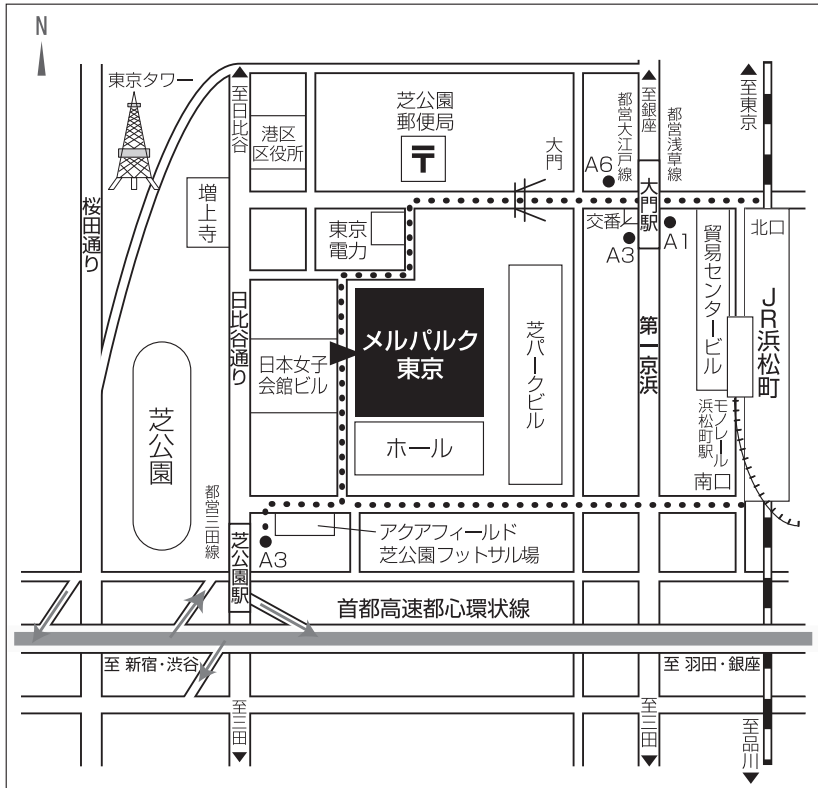 N
東京タワー
桜田通り
増上寺
至日比谷
港区
区役所
芝公園
郵便局
大門
A6
都営大江戸線
至銀座
都営浅草線
至東京
大門駅
交番
A3
A1
北口
東京
電力
貿易センタービル
JR浜松町
日比谷通り
日本女子
会館ビル
メルパルク
東京
芝パークビル
第一京浜
モノレール
浜松町駅
南口
ホール
芝公園
都営三田線
芝公園駅
A3
アクアフィールド
芝公園フットサル場
首都高速都心環状線
至 新宿・渋谷
至 羽田・銀座
至三田
至三田
至品川